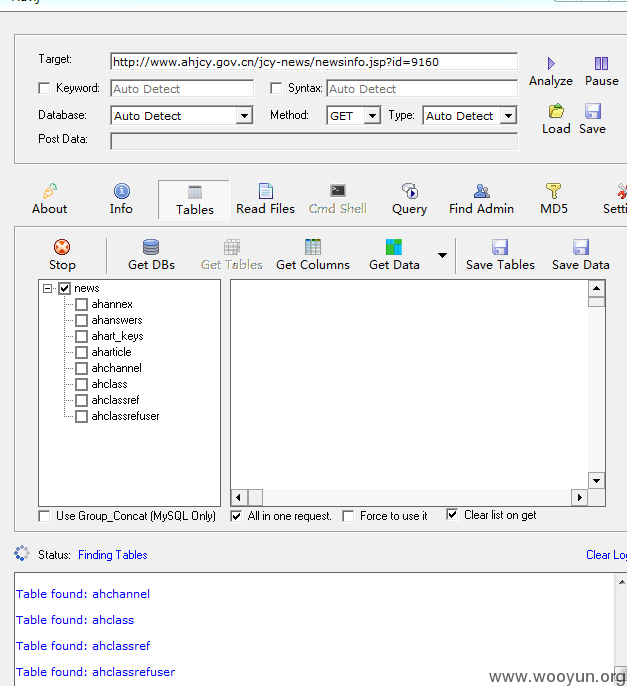 Target: http://www.ahjcy.gov.cn/jcy-news/newsinfo.jsp?id=9160
Keyword: Auto Detect Syntax: Auto Detect
Analyze Pause
Database: Auto Detect Method: GET Type: Auto Detect
Load Save
Post Data:
About Info Tables Read Files Cmd Shell Query Find Admin MD5 Setti
Stop Get DBs Get Tables Get Columns Get Data Save Tables Save Data
news
ahannex
ahanswers
ahart_keys
aharticle
ahchannel
ahclass
ahclassref
ahclassrefuser
Use Group_Concat (MySQL Only) All in one request. Force to use it Clear list on get
Status: Finding Tables Clear Log
Table found: ahchannel
Table found: ahclass
Table found: ahclassref
Table found: ahclassrefuser
www.wooyun.org